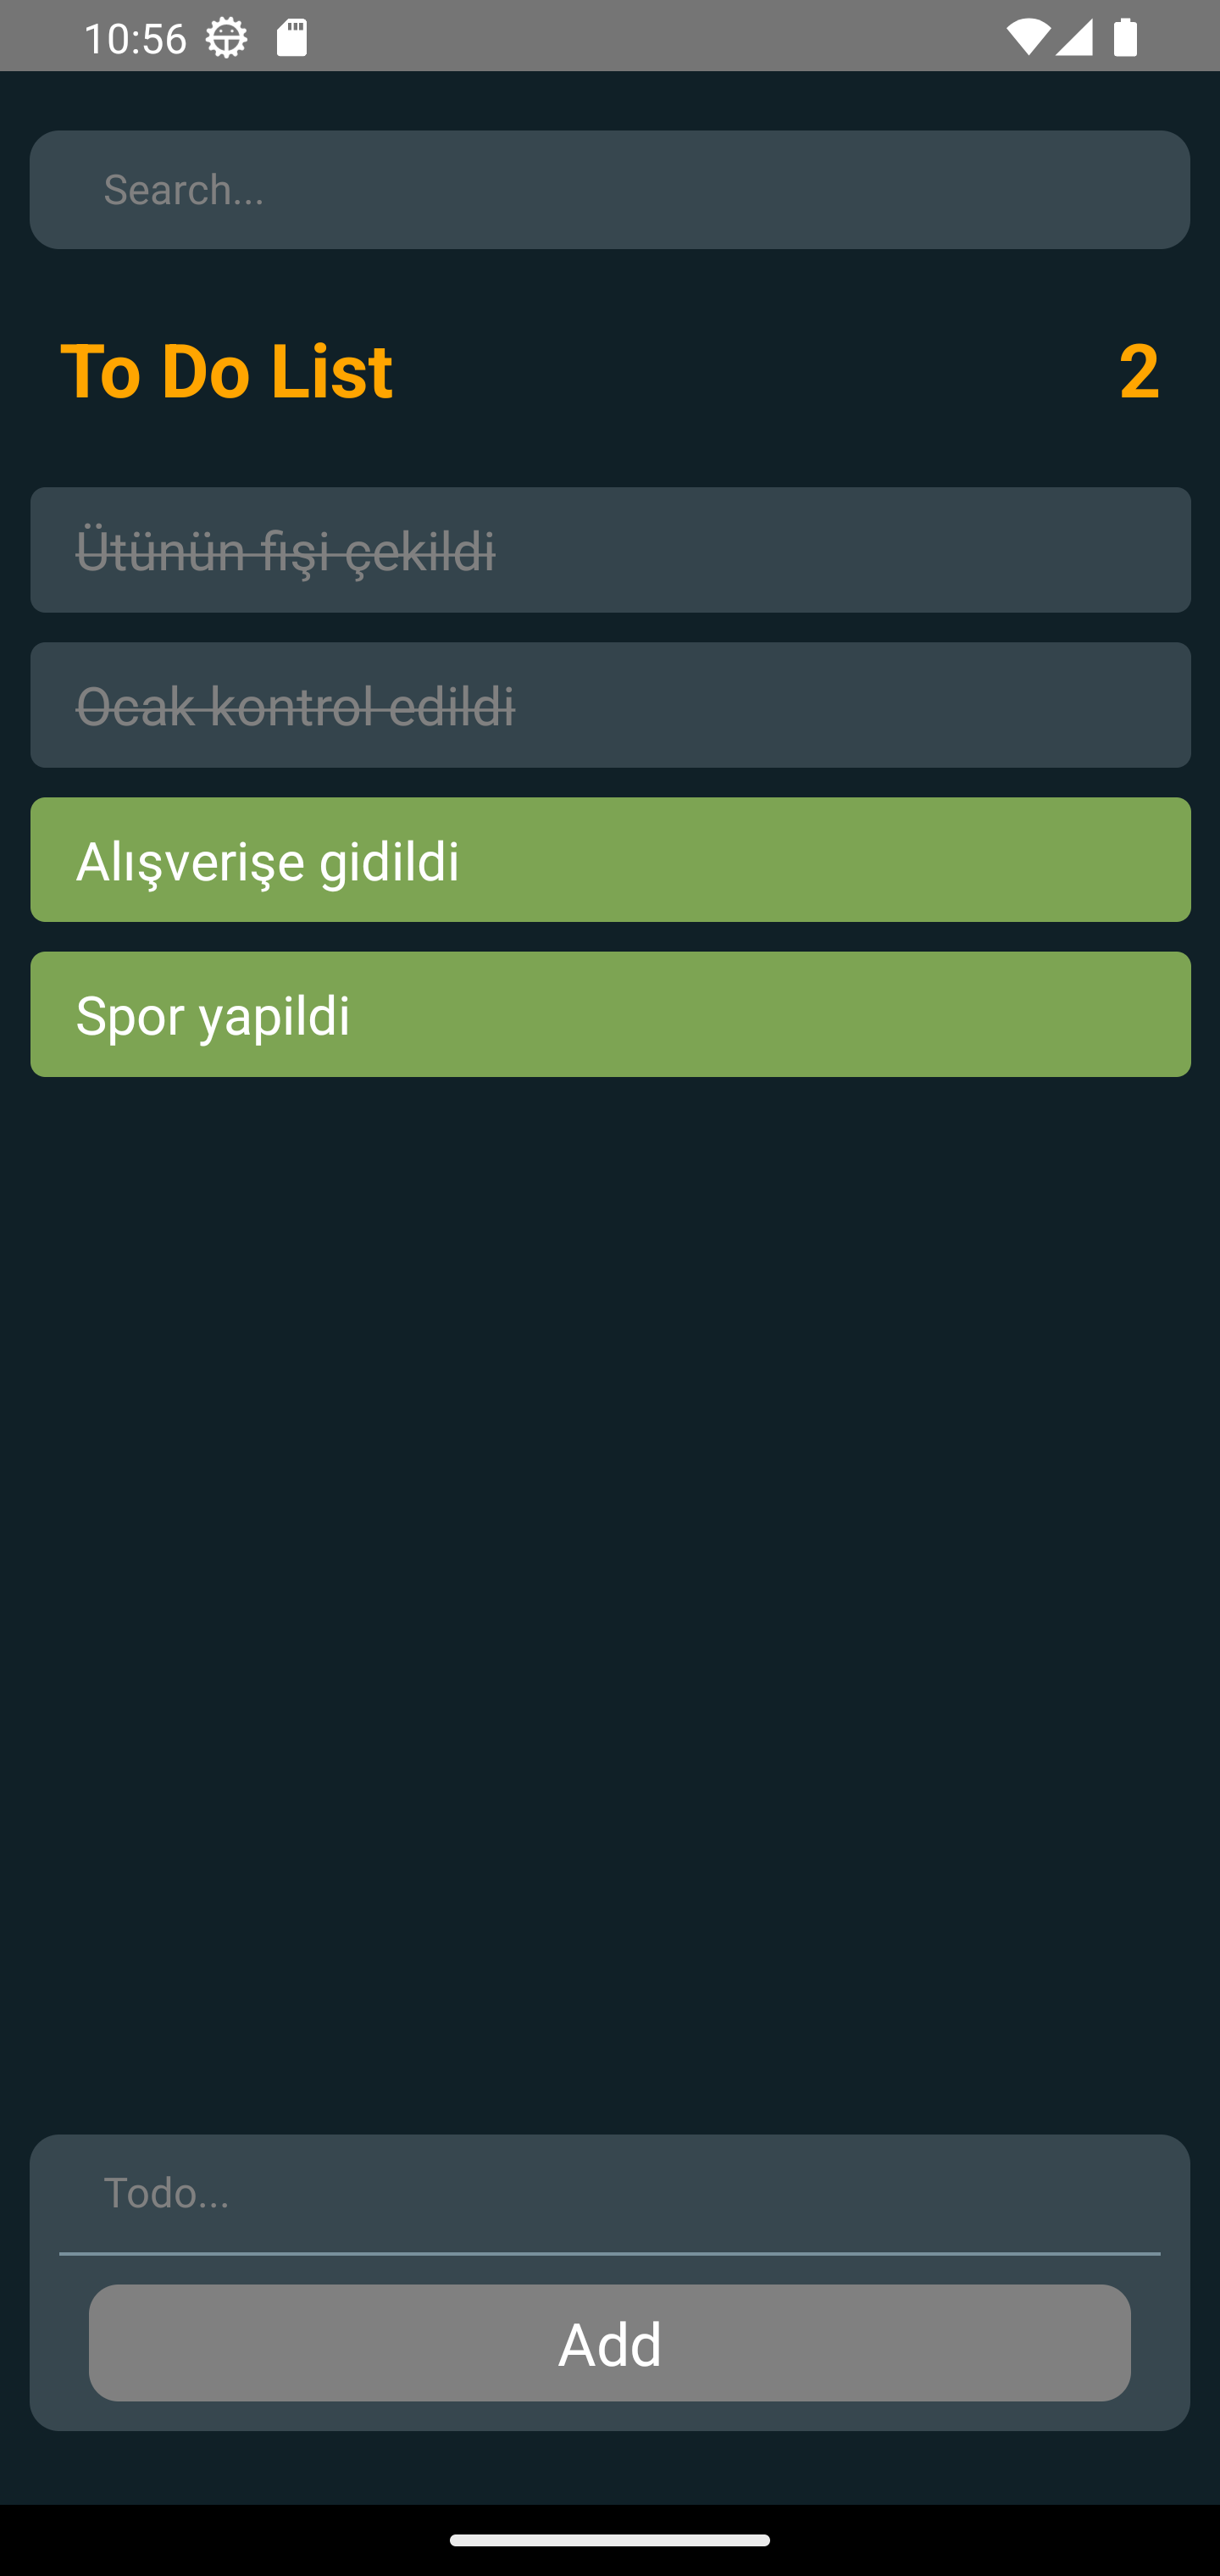 10:56
Search...
To Do List 2
Ütünün fişi çekildi
Ocak kontrol edildi
Alışverişe gidildi
Spor yapildi
Todo...
Add